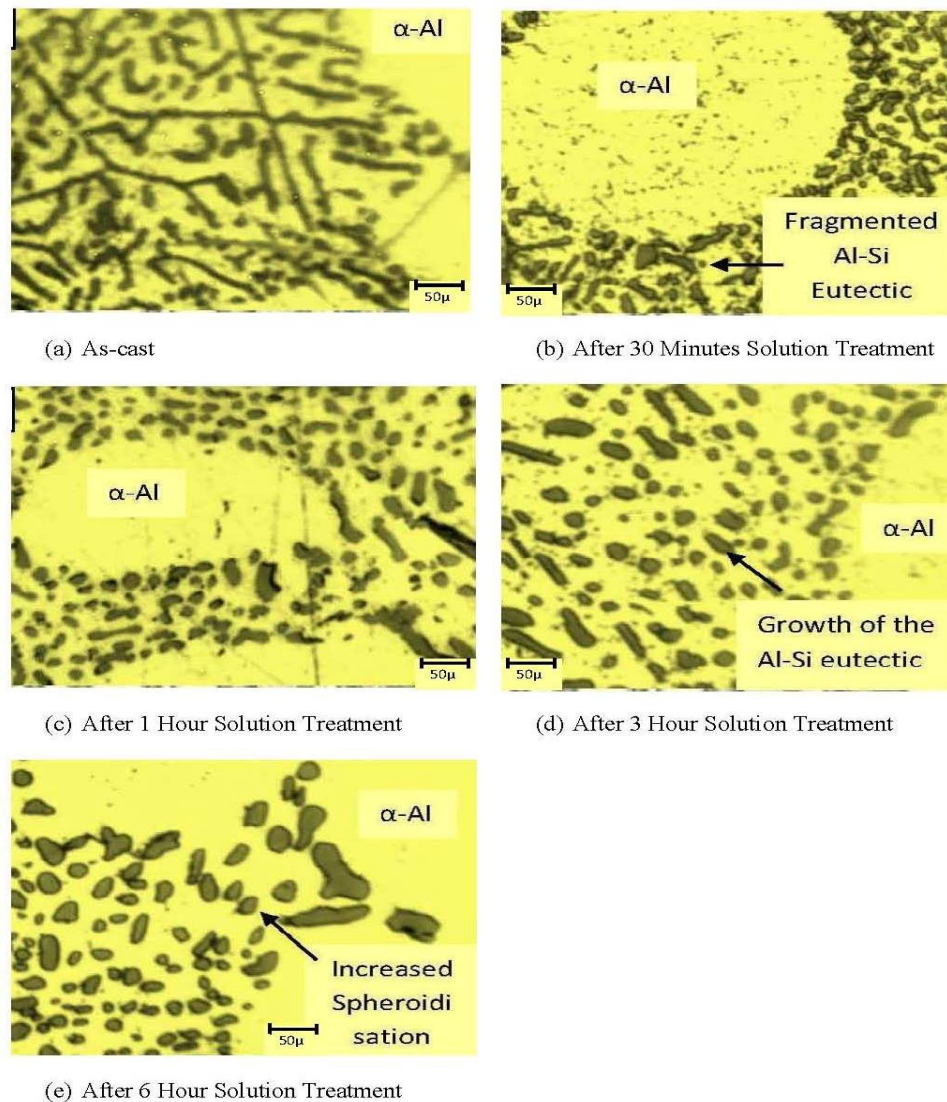 α-Al
50µ
(a) As-cast
α-Al
Fragmented
Al-Si
Eutectic
50µ
(b) After 30 Minutes Solution Treatment
α-Al
50µ
(c) After 1 Hour Solution Treatment
α-Al
Growth of the
Al-Si eutectic
50µ
(d) After 3 Hour Solution Treatment
α-Al
Increased
Spheroidi
sation
50µ
(e) After 6 Hour Solution Treatment